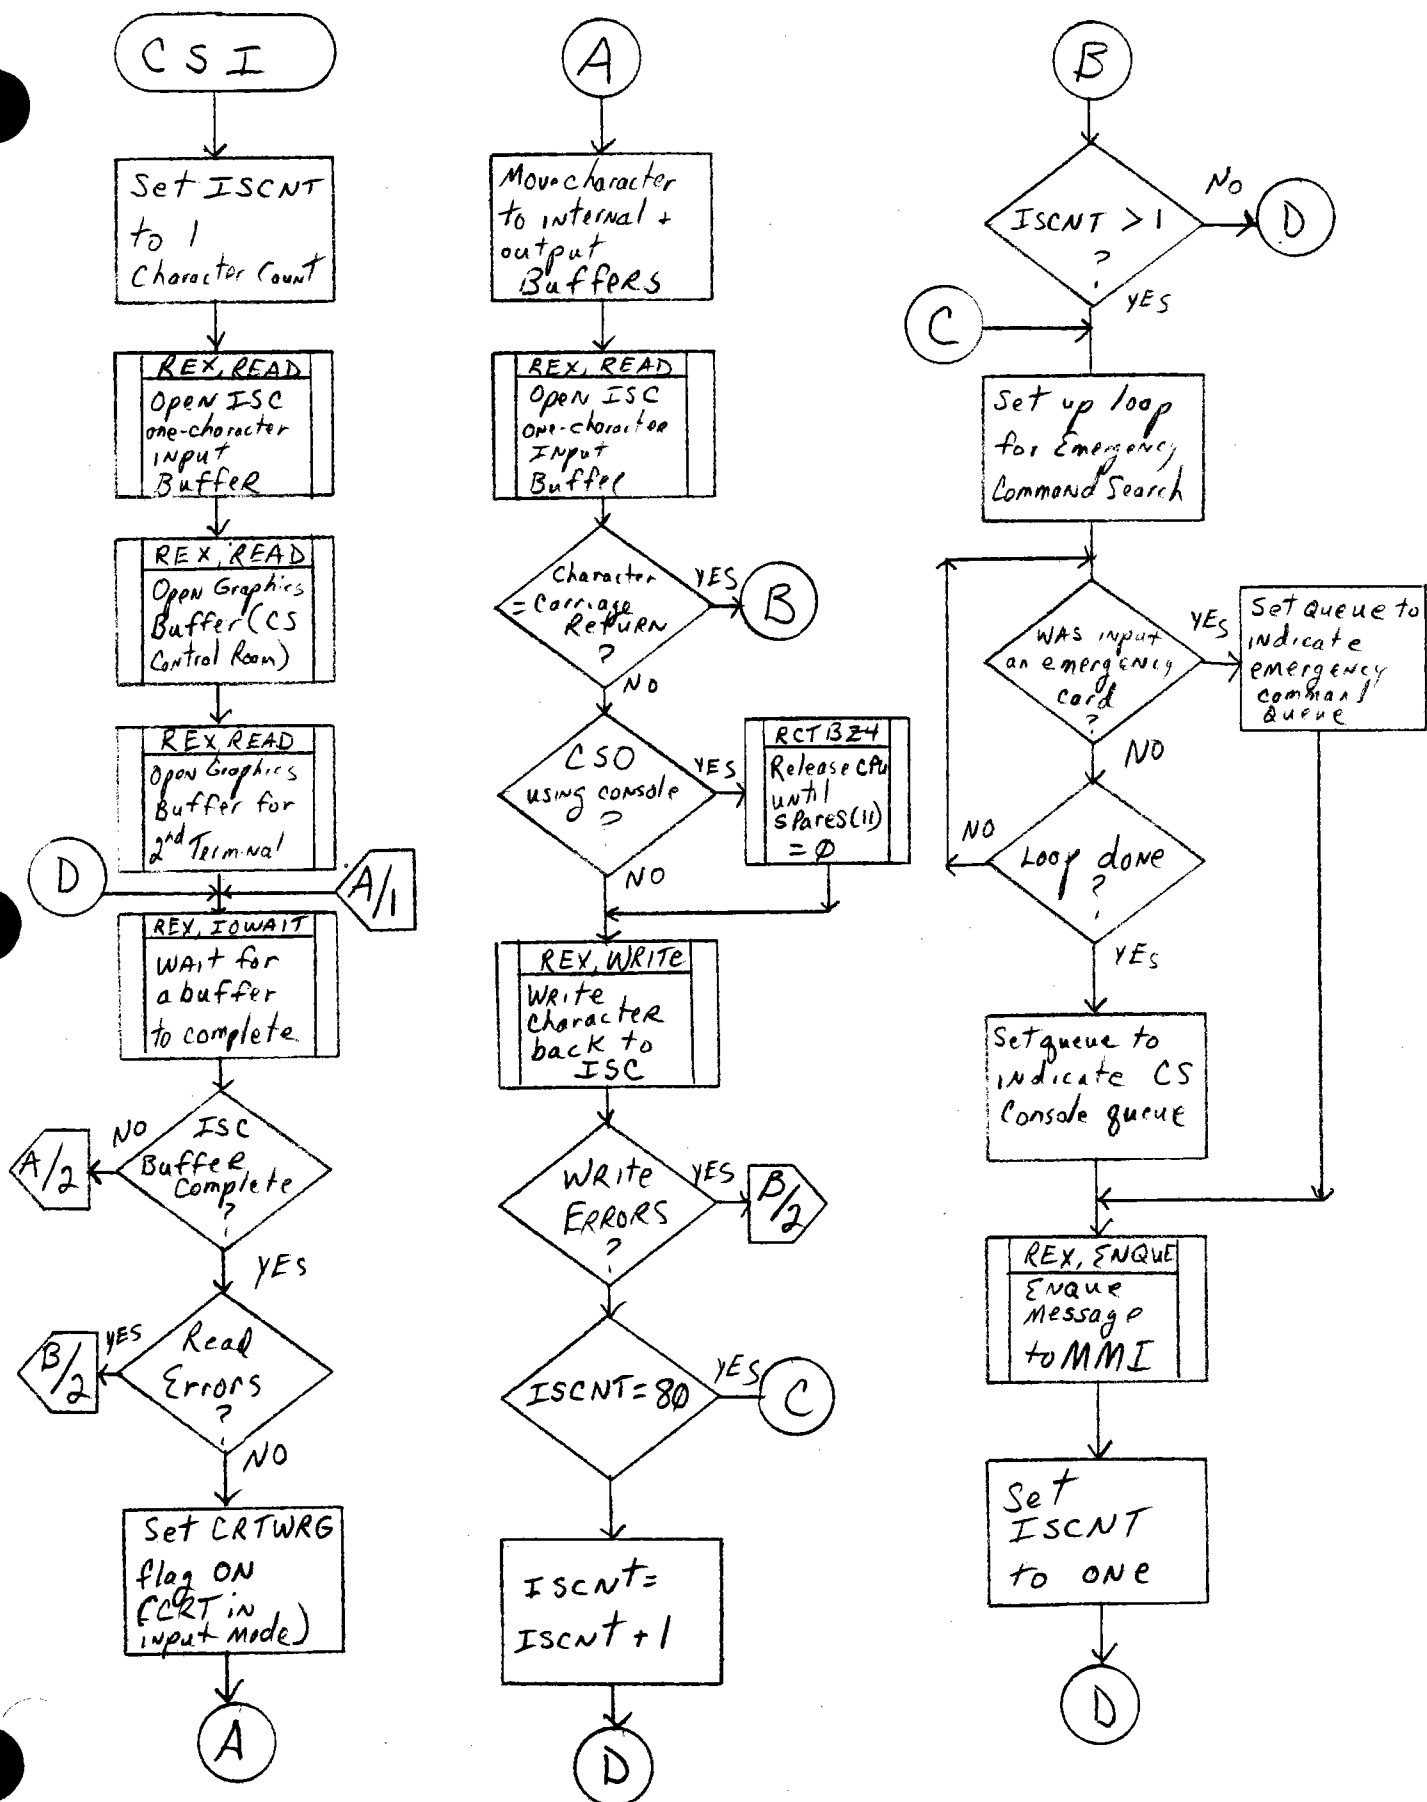 CSI
Set ISCNT
to 1
Character Count
REX, READ
Open ISC
one-character
input
Buffer
REX, READ
Open Graphics
Buffer (CS
Control Room)
REX, READ
Open Graphics
Buffer for
2nd Terminal
D
A/1
REX, IOWAIT
Wait for
a buffer
to complete
NO
A/2
ISC
Buffer
Complete
?
YES
YES
B/2
Read
Errors
?
NO
Set CRTWRG
flag ON
(CRT in
input Mode)
A
A
Move character
to internal +
output
Buffers
REX, READ
Open ISC
one-character
Input
Buffer
Character
= Carriage
Return
?
YES
B
NO
CSO
using console
?
YES
RCTBZ4
Release CPU
until
spares(11)
= Ø
NO
REX, WRITE
Write
character
back to
ISC
Write
Errors
?
YES
B/2
ISCNT = 8Ø
YES
C
ISCNt =
ISCNt + 1
D
B
ISCNT > 1
?
NO
D
YES
C
Set up loop
for Emergency
Command Search
Was input
an emergency
card
?
YES
Set Queue to
indicate
emergency
command
Queue
NO
Loop done
?
NO
YES
Set queue to
indicate CS
Console queue
REX, ENQUE
Enque
Message
to MMI
Set
ISCNT
to one
D